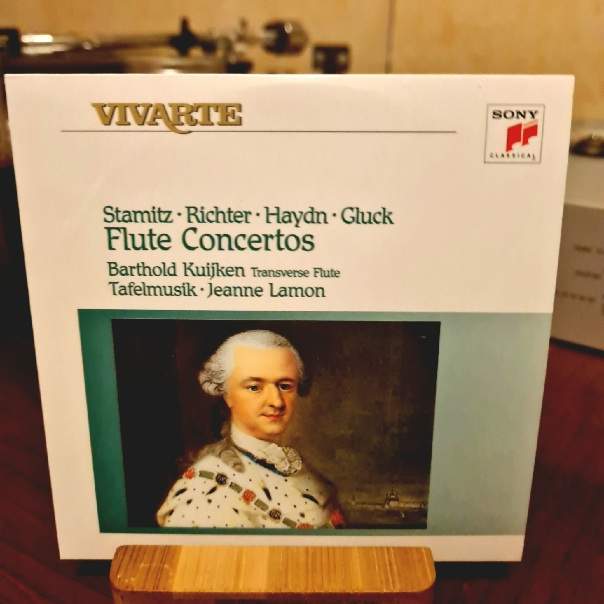 VIVARTE
SONY
CLASSICAL
Stamitz · Richter · Haydn · Gluck
Flute Concertos
Barthold Kuijken Transverse Flute
Tafelmusik · Jeanne Lamon